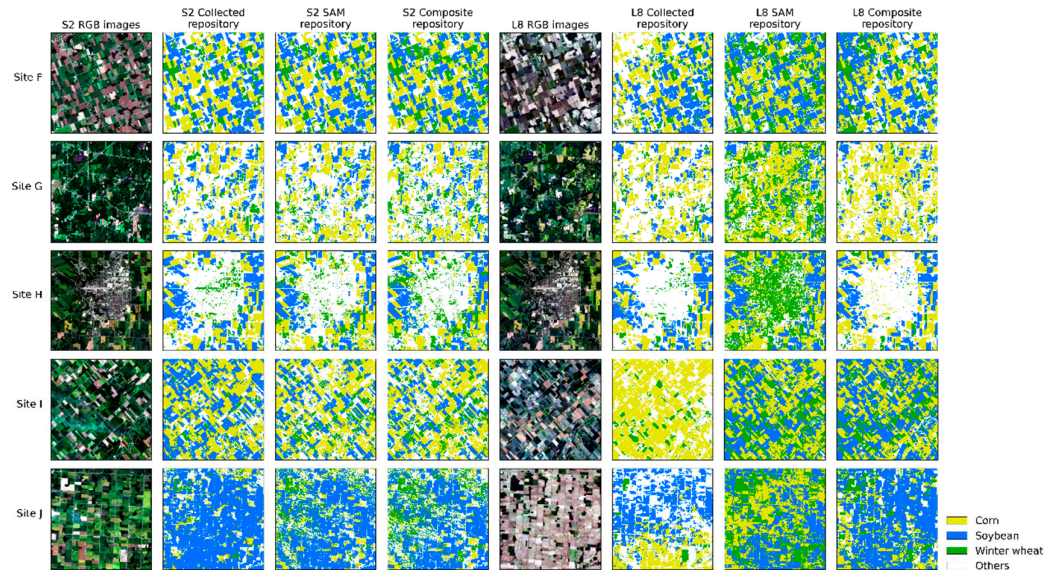 S2 RGB images
S2 Collected
repository
S2 SAM
repository
S2 Composite
repository
L8 RGB images
L8 Collected
repository
L8 SAM
repository
L8 Composite
repository
Site F
Site G
Site H
Site I
Site J
Corn
Soybean
Winter wheat
Others